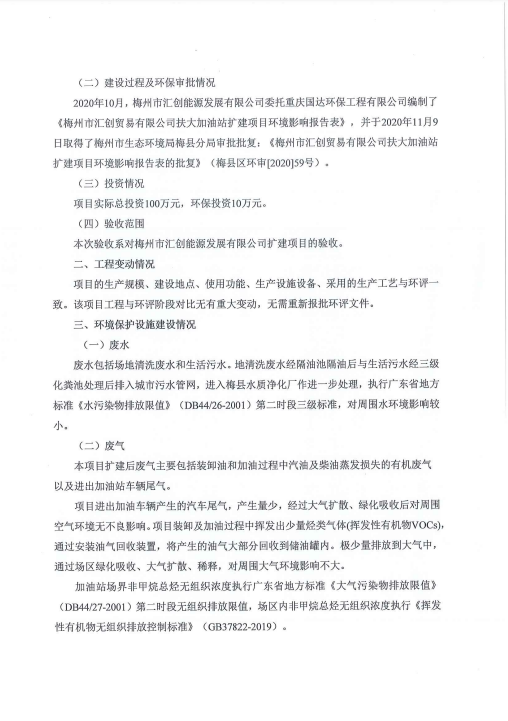 （二）建设过程及环保审批情况
2020年10月，梅州市汇创能源发展有限公司委托重庆国达环保工程有限公司编制了
《梅州市汇创贸易有限公司扶大加油站扩建项目环境影响报告表》，并于2020年11月9
日取得了梅州市生态环境局梅县分局审批批复：《梅州市汇创贸易有限公司扶大加油站
扩建项目环境影响报告表的批复》（梅县区环审[2020]59号）。
（三）投资情况
项目实际总投资100万元，环保投资10万元。
（四）验收范围
本次验收系对梅州市汇创能源发展有限公司扩建项目的验收。
二、工程变动情况
项目的生产规模、建设地点、使用功能、生产设施设备、采用的生产工艺与环评一
致。该项目工程与环评阶段对比无有重大变动，无需重新报批环评文件。
三、环境保护设施建设情况
（一）废水
废水包括场地清洗废水和生活污水。地清洗废水经隔油池隔油后与生活污水经三级
化粪池处理后排入城市污水管网，进入梅县水质净化厂作进一步处理，执行广东省地方
标准《水污染物排放限值》（DB44/26-2001）第二时段三级标准，对周围水环境影响较
小。
（二）废气
本项目扩建后废气主要包括装卸油和加油过程中汽油及柴油蒸发损失的有机废气
以及进出加油站车辆尾气。
项目进出加油车辆产生的汽车尾气，产生量少，经过大气扩散、绿化吸收后对周围
空气环境无不良影响。项目装卸及加油过程中挥发出少量烃类气体(挥发性有机物VOCs),
通过安装油气回收装置，将产生的油气大部分回收到储油罐内。极少量排放到大气中，
通过场区绿化吸收、大气扩散、稀释，对周围大气环境影响不大。
加油站场界非甲烷总烃无组织浓度执行广东省地方标准《大气污染物排放限值》
（DB44/27-2001）第二时段无组织排放限值，场区内非甲烷总烃无组织浓度执行《挥发
性有机物无组织排放控制标准》（GB37822-2019）。